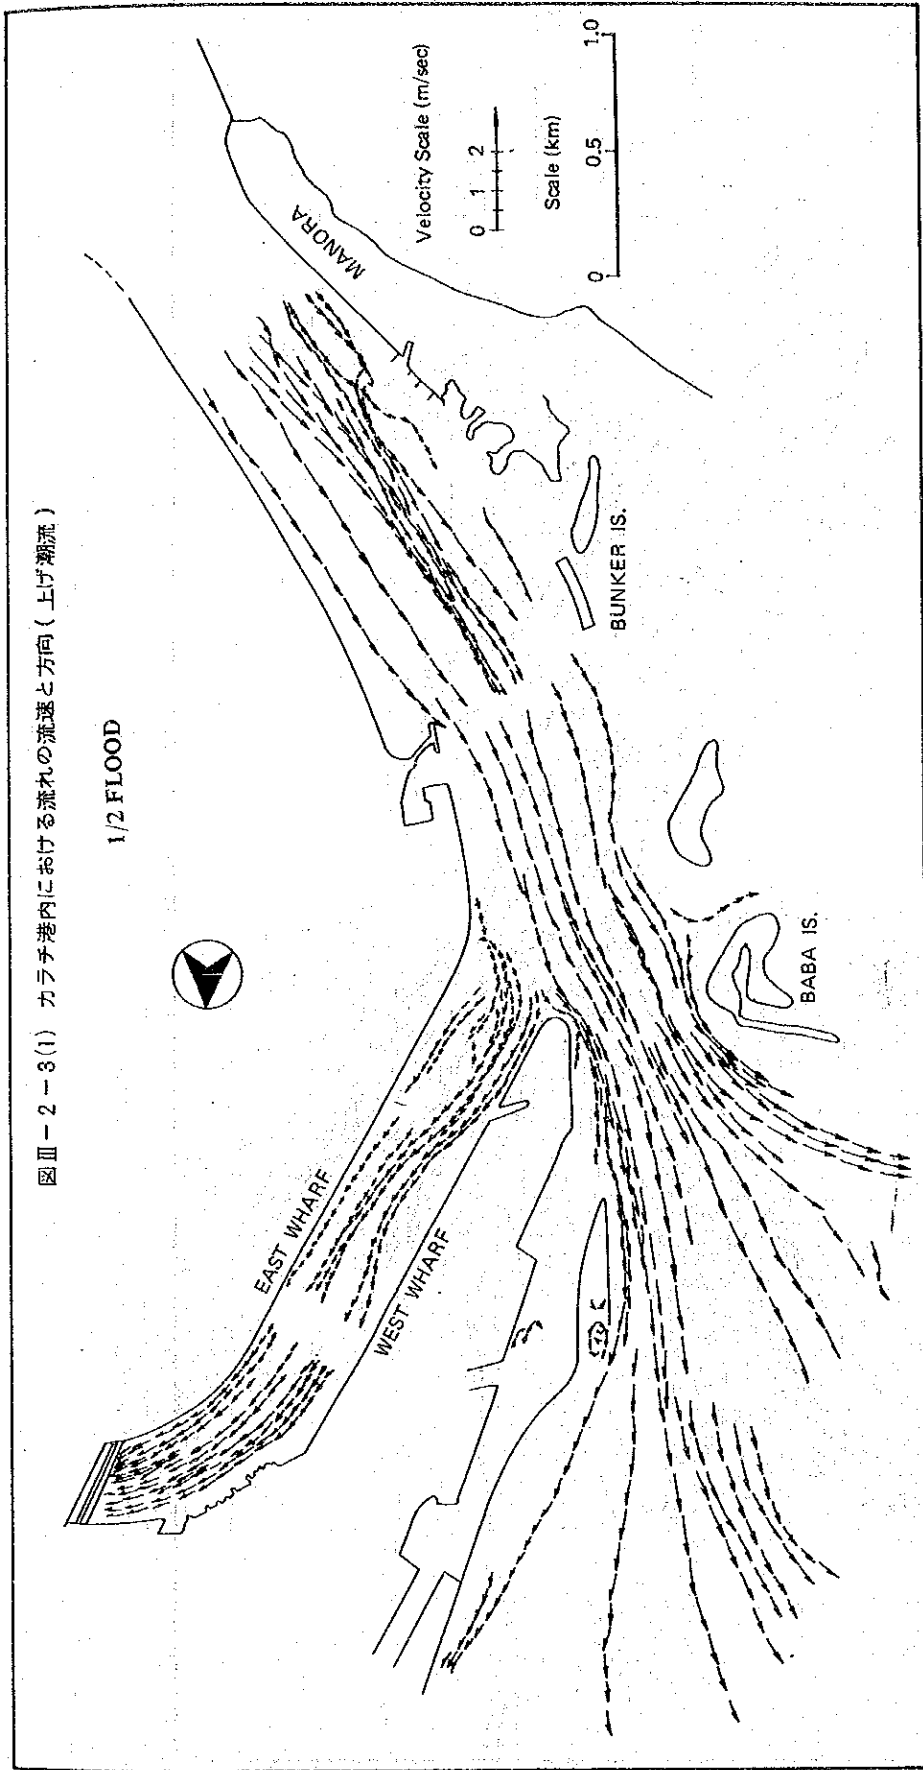 図Ⅲ-2-3(1) カラチ港内における流れの流速と方向(上げ潮流)
1/2 FLOOD
MANORA
Velocity Scale (m/sec)
0 1 2
Scale (km)
0 0.5 1.0
BUNKER IS.
BABA IS.
EAST WHARF
WEST WHARF